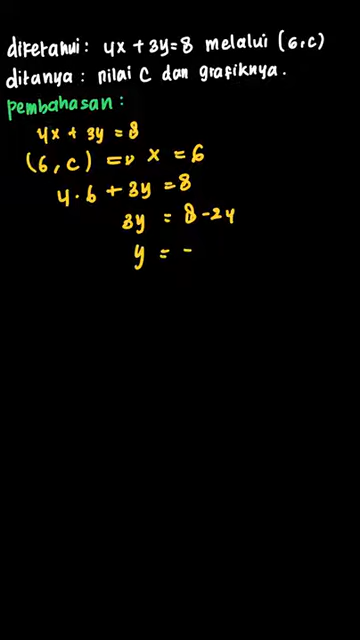 diketahui: 4x + 3y = 8 melalui (6,c)
ditanya: nilai C dan grafiknya.
pembahasan:
4x + 3y = 8
(6, c) => x = 6
4 · 6 + 3y = 8
3y = 8 - 24
y = -